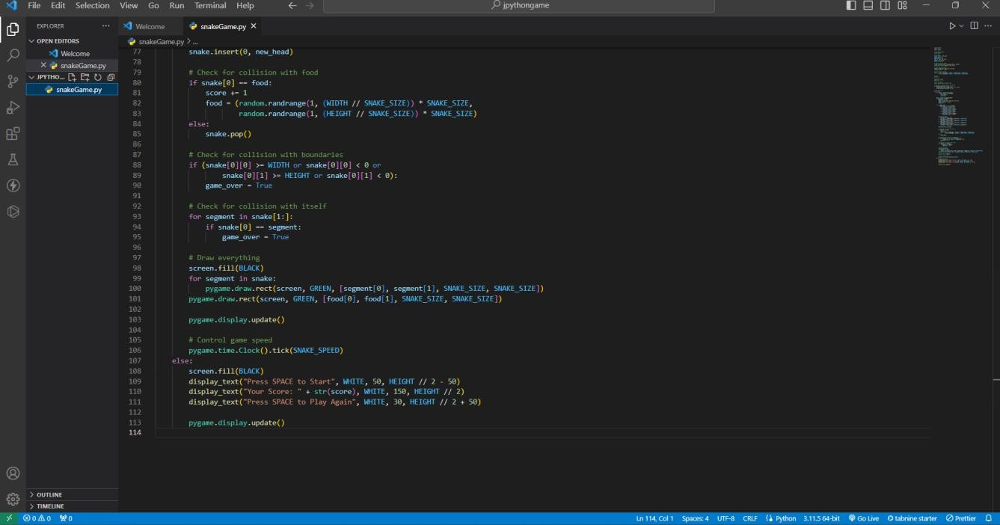 File Edit Selection View Go Run Terminal Help
jpythongame
EXPLORER
Welcome
snakeGame.py
OPEN EDITORS
Welcome
snakeGame.py
JPYTHO...
snakeGame.py
snakeGame.py > ...
77 snake.insert(0, new_head)
78
79 # Check for collision with food
80 if snake[0] == food:
81 score += 1
82 food = (random.randrange(1, (WIDTH // SNAKE_SIZE)) * SNAKE_SIZE,
83 random.randrange(1, (HEIGHT // SNAKE_SIZE)) * SNAKE_SIZE)
84 else:
85 snake.pop()
86
87 # Check for collision with boundaries
88 if (snake[0][0] >= WIDTH or snake[0][0] < 0 or
89 snake[0][1] >= HEIGHT or snake[0][1] < 0):
90 game_over = True
91
92 # Check for collision with itself
93 for segment in snake[1:]:
94 if snake[0] == segment:
95 game_over = True
96
97 # Draw everything
98 screen.fill(BLACK)
99 for segment in snake:
100 pygame.draw.rect(screen, GREEN, [segment[0], segment[1], SNAKE_SIZE, SNAKE_SIZE])
101 pygame.draw.rect(screen, GREEN, [food[0], food[1], SNAKE_SIZE, SNAKE_SIZE])
102
103 pygame.display.update()
104
105 # Control game speed
106 pygame.time.Clock().tick(SNAKE_SPEED)
107 else:
108 screen.fill(BLACK)
109 display_text("Press SPACE to Start", WHITE, 50, HEIGHT // 2 - 50)
110 display_text("Your Score: " + str(score), WHITE, 150, HEIGHT // 2)
111 display_text("Press SPACE to Play Again", WHITE, 30, HEIGHT // 2 + 50)
112
113 pygame.display.update()
114
OUTLINE
TIMELINE
0 0 0 Ln 114, Col 1 Spaces: 4 UTF-8 CRLF Python 3.11.5 64-bit Go Live tabnine starter Prettier